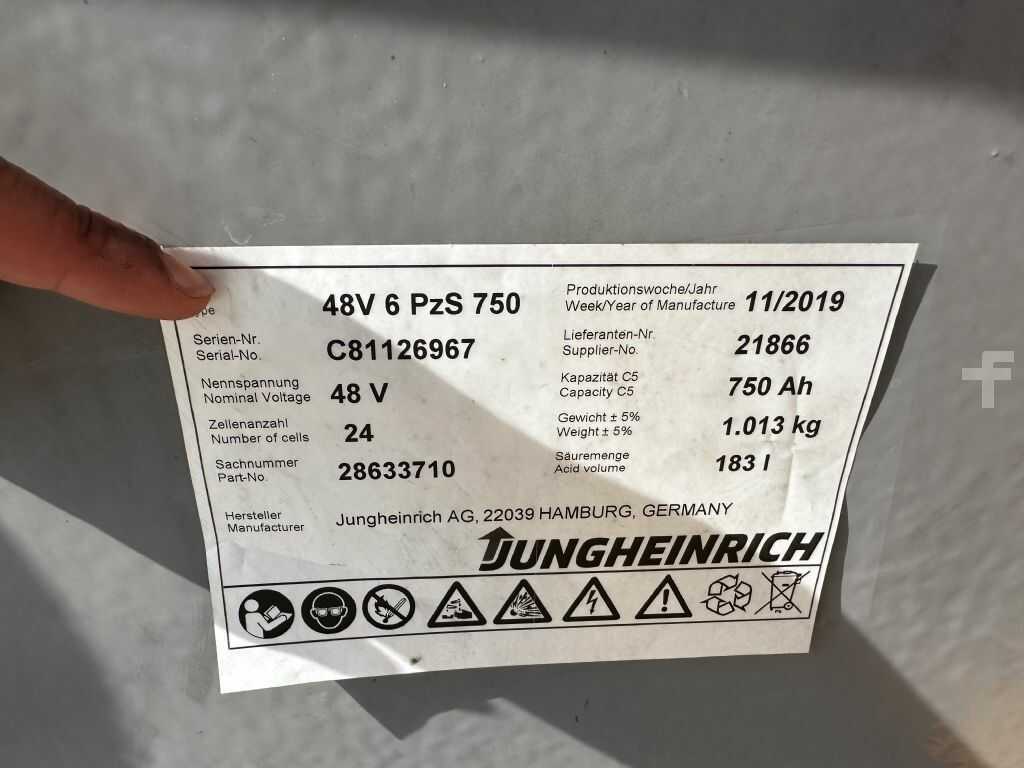 ype 48V 6 PzS 750
Produktionswoche/Jahr
Week/Year of Manufacture 11/2019
Serien-Nr.
Serial-No. C81126967
Lieferanten-Nr.
Supplier-No. 21866
Nennspannung
Nominal Voltage 48 V
Kapazität C5
Capacity C5 750 Ah
Zellenanzahl
Number of cells 24
Gewicht ± 5%
Weight ± 5% 1.013 kg
Sachnummer
Part-No. 28633710
Säuremenge
Acid volume 183 l
Hersteller
Manufacturer Jungheinrich AG, 22039 HAMBURG, GERMANY
JUNGHEINRICH
f